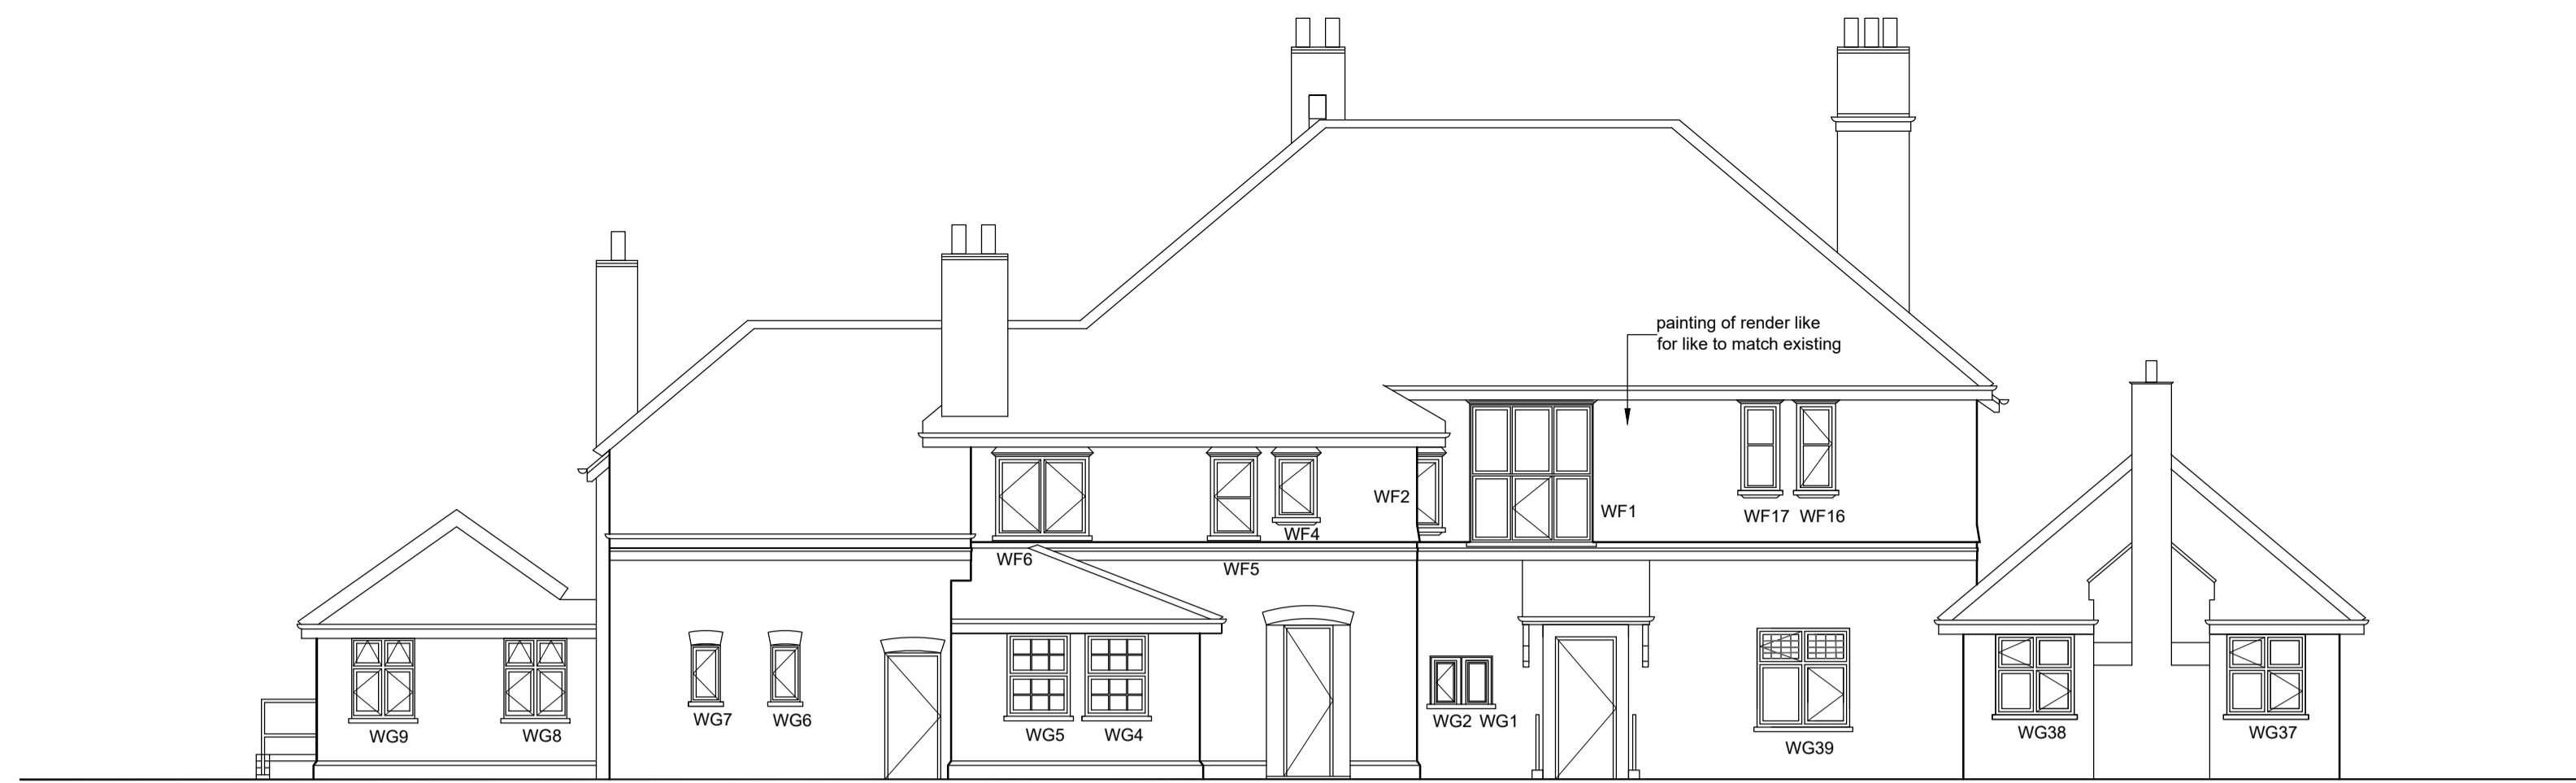 painting of render like
for like to match existing
WF2
WF1
WF17 WF16
WF4
WF6
WF5
WG9
WG8
WG7
WG6
WG5
WG4
WG2 WG1
WG39
WG38
WG37